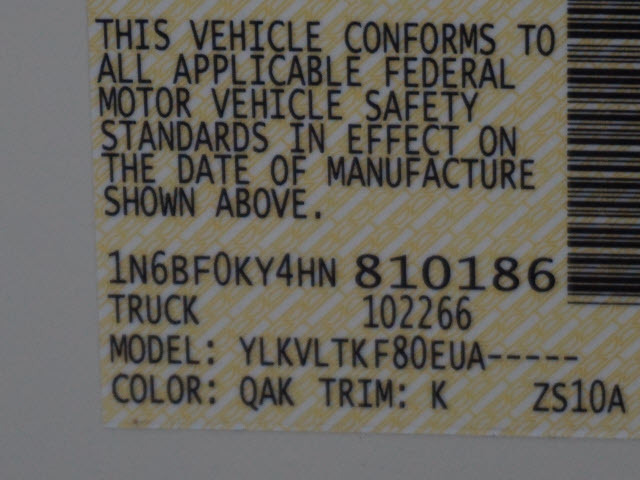 THIS VEHICLE CONFORMS TO
ALL APPLICABLE FEDERAL
MOTOR VEHICLE SAFETY
STANDARDS IN EFFECT ON
THE DATE OF MANUFACTURE
SHOWN ABOVE.
1N6BF0KY4HN 810186
TRUCK 102266
MODEL: YLKVLTKF80EUA-----
COLOR: QAK TRIM: K ZS10A